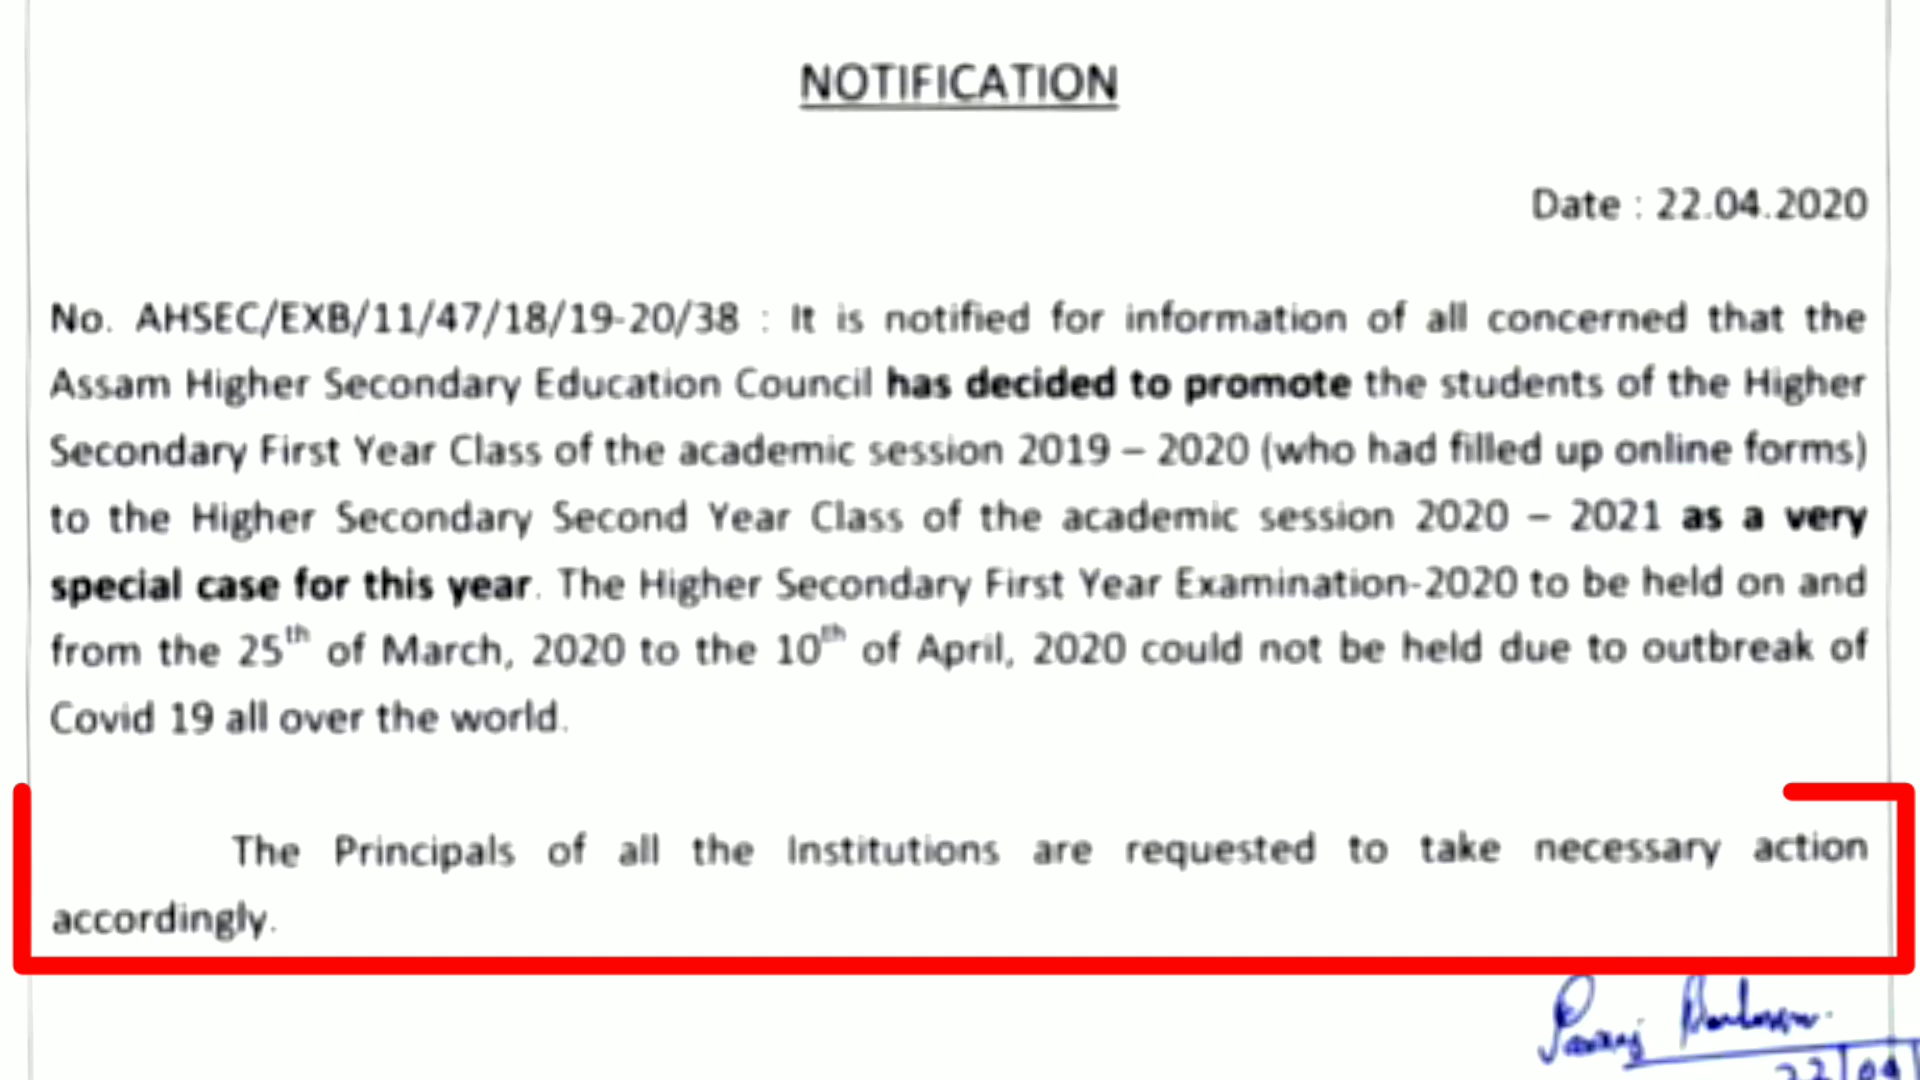 NOTIFICATION
Date : 22.04.2020
No. AHSEC/EXB/11/47/18/19-20/38 : It is notified for information of all concerned that the
Assam Higher Secondary Education Council has decided to promote the students of the Higher
Secondary First Year Class of the academic session 2019 – 2020 (who had filled up online forms)
to the Higher Secondary Second Year Class of the academic session 2020 – 2021 as a very
special case for this year. The Higher Secondary First Year Examination-2020 to be held on and
from the 25th of March, 2020 to the 10th of April, 2020 could not be held due to outbreak of
Covid 19 all over the world.
The Principals of all the Institutions are requested to take necessary action
accordingly.